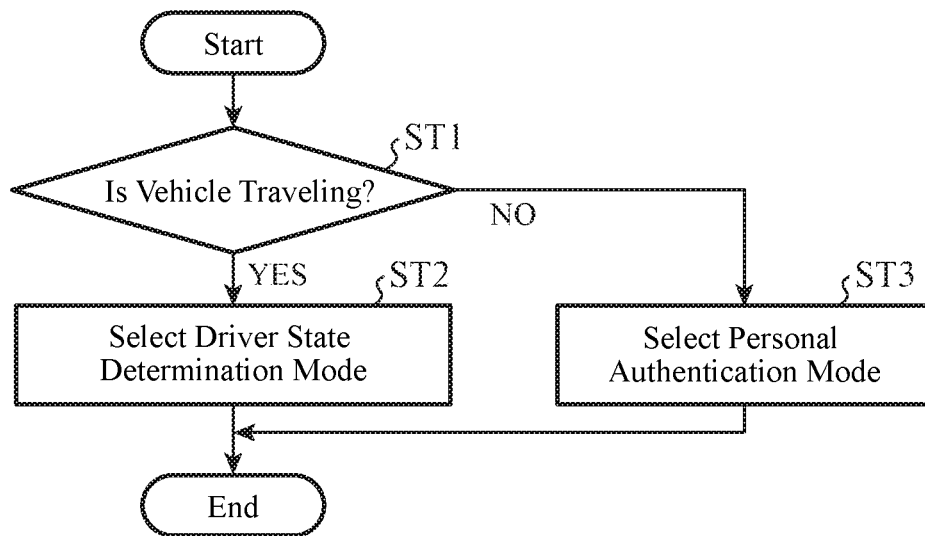 Start
ST1
Is Vehicle Traveling?
NO
YES
ST2
ST3
Select Driver State
Determination Mode
Select Personal
Authentication Mode
End